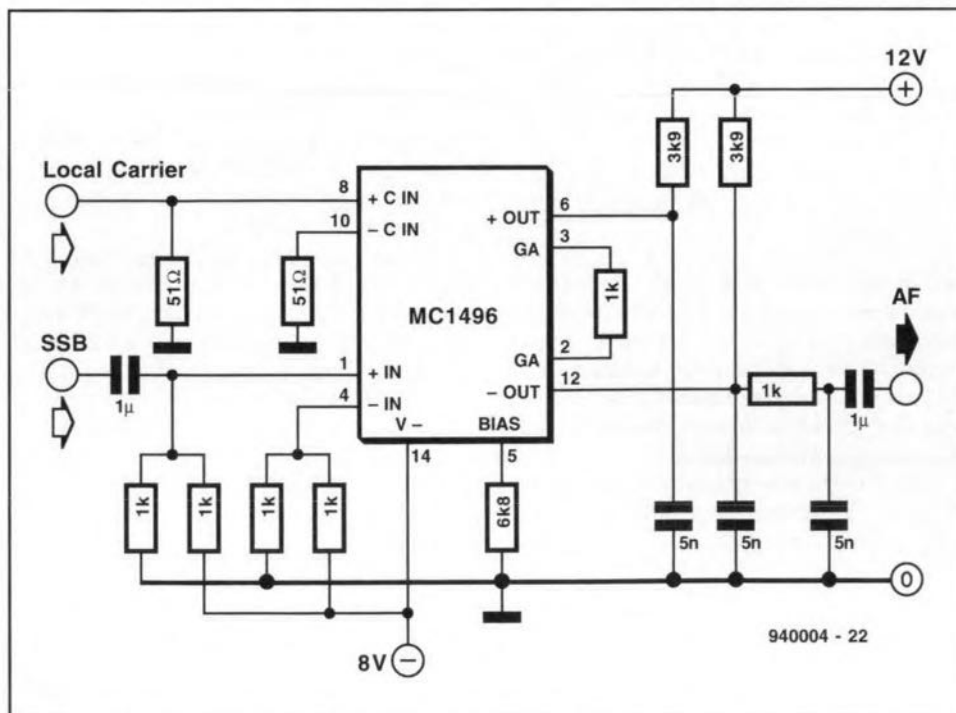 12V
+
3k9
3k9
Local Carrier
8
+ C IN
10
– C IN
51Ω
51Ω
+ OUT
6
GA
3
1k
MC1496
SSB
1µ
1
+ IN
4
– IN
GA
2
– OUT
12
AF
1k
1µ
V –
BIAS
14
5
1k
1k
1k
1k
6k8
5n
5n
5n
0
8V
–
940004 - 22